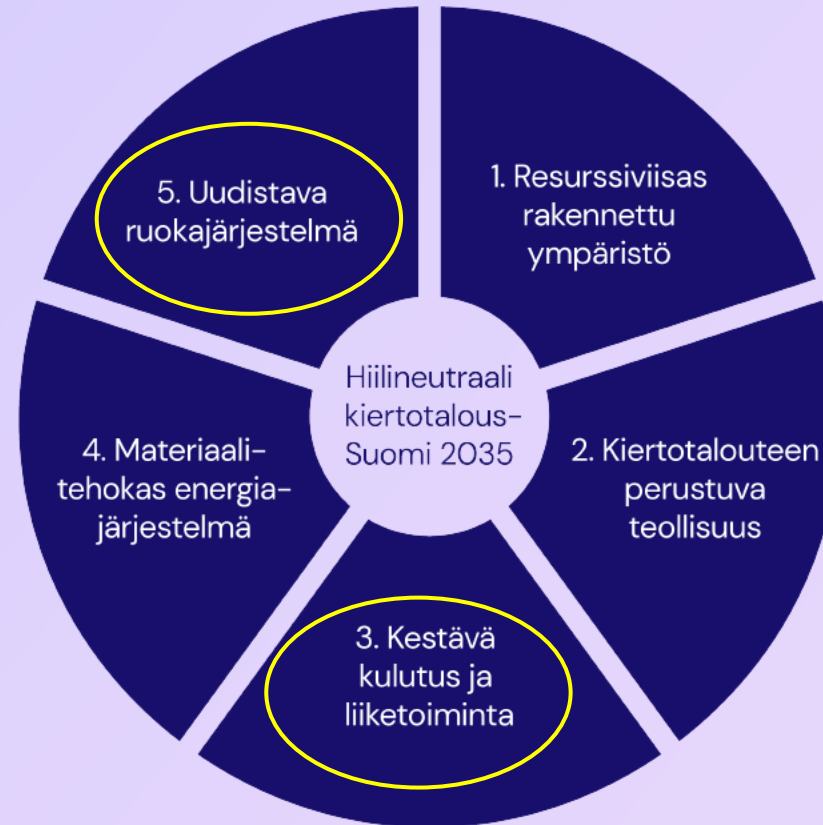 Hiilineutraali
kiertotalous-
Suomi 2035
1. Resurssiviisas
rakennettu
ympäristö
2. Kiertotalouteen
perustuva
teollisuus
3. Kestävä
kulutus ja
liiketoiminta
4. Materiaali-
tehokas energia-
järjestelmä
5. Uudistava
ruokajärjestelmä